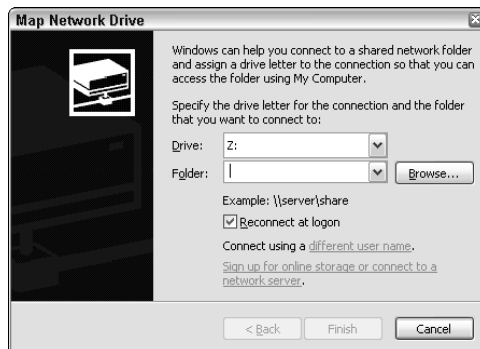 Map Network Drive
Windows can help you connect to a shared network folder
and assign a drive letter to the connection so that you can
access the folder using My Computer.
Specify the drive letter for the connection and the folder
that you want to connect to:
Drive: Z:
Folder: Browse...
Example: \\server\share
Reconnect at logon
Connect using a different user name.
Sign up for online storage or connect to a
network server.
< Back Finish Cancel